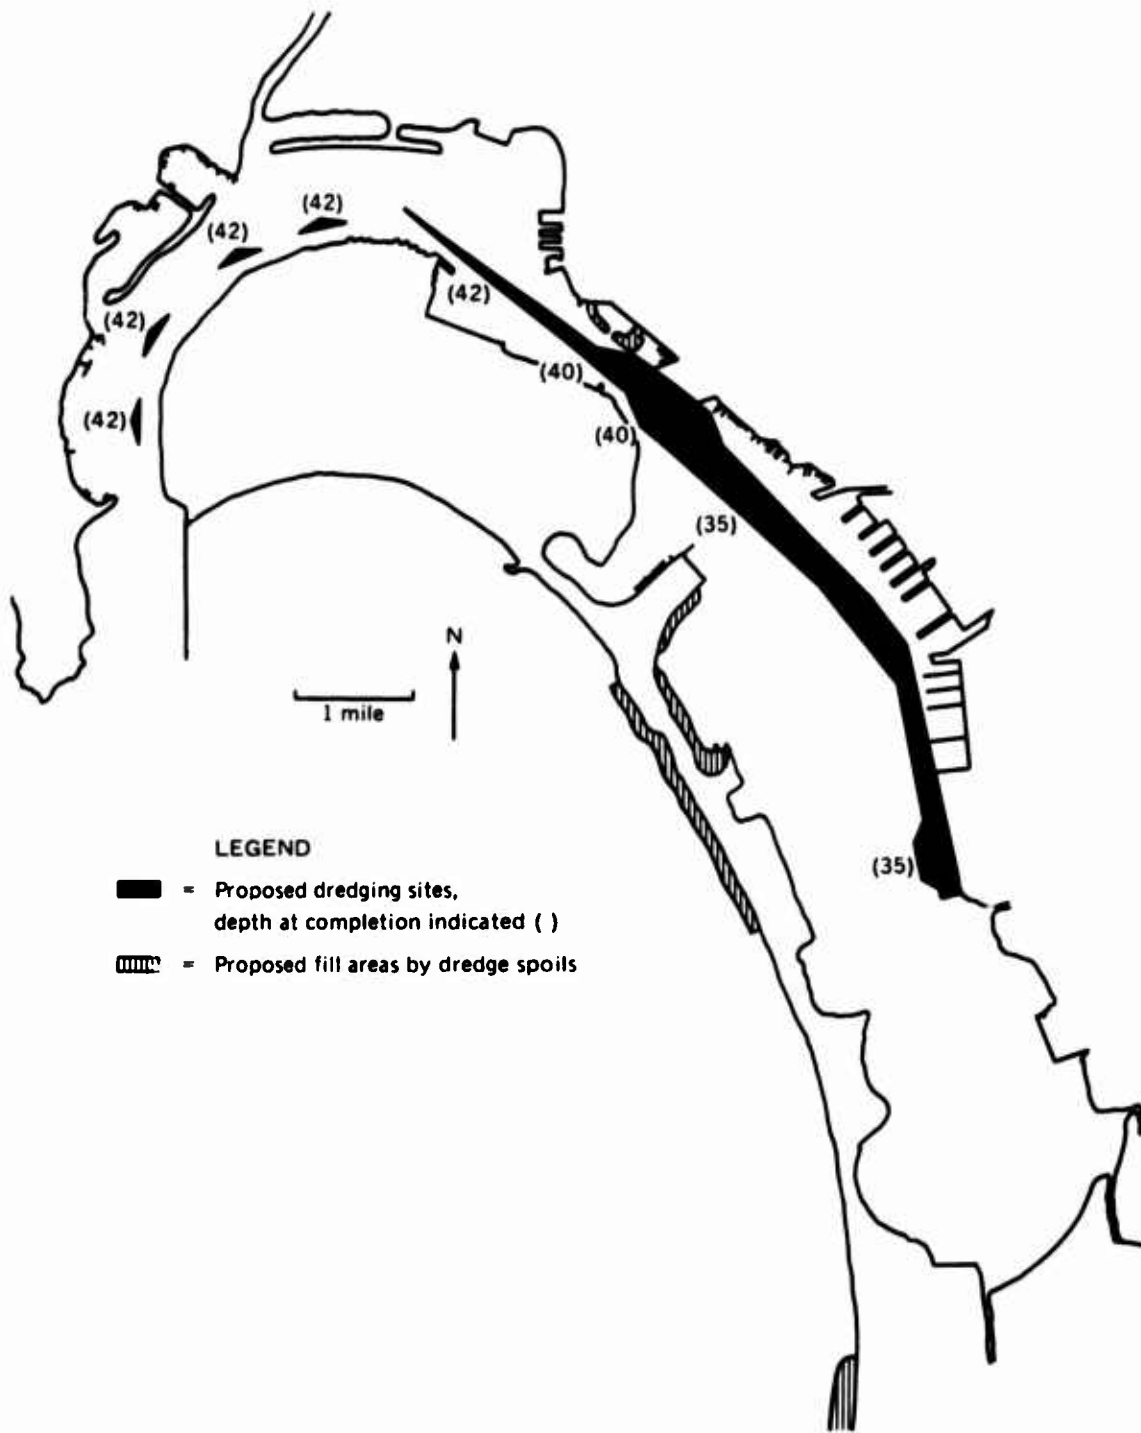 (42)
(42)
(42)
(42)
(42)
(40)
(40)
(35)
N
1 mile
(35)
LEGEND
= Proposed dredging sites,
depth at completion indicated ( )
= Proposed fill areas by dredge spoils